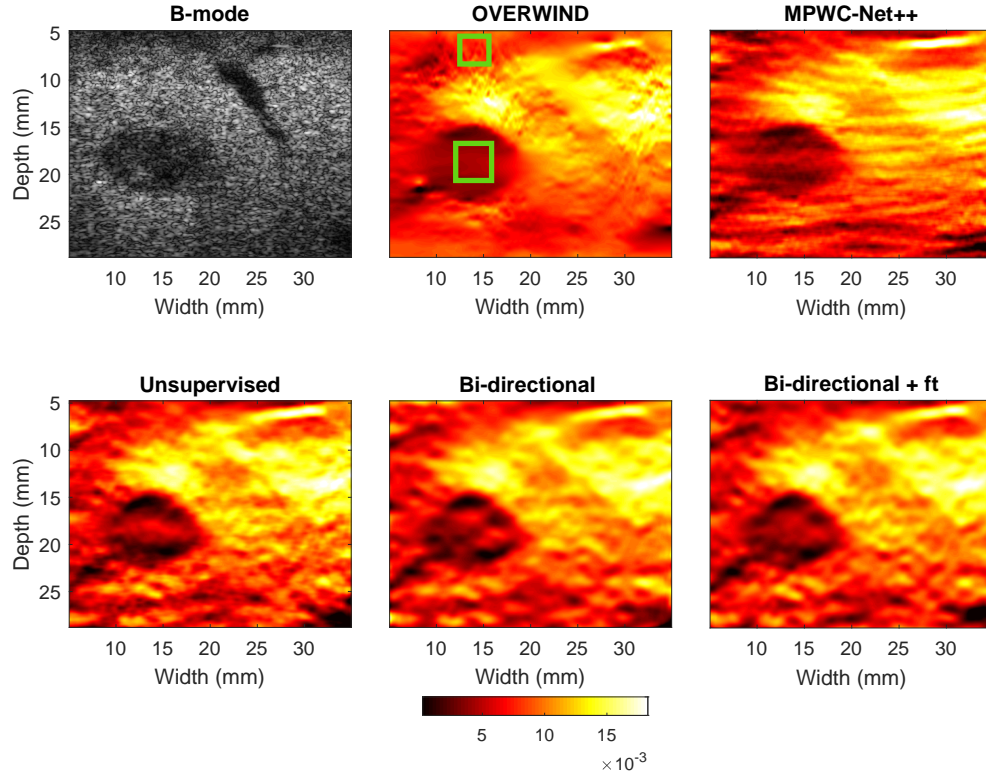 B-mode
OVERWIND
MPWC-Net++
5
10
15
20
25
Depth (mm)
10 15 20 25 30
10 15 20 25 30
10 15 20 25 30
Width (mm)
Width (mm)
Width (mm)
Unsupervised
Bi-directional
Bi-directional + ft
5
10
15
20
25
Depth (mm)
10 15 20 25 30
10 15 20 25 30
10 15 20 25 30
Width (mm)
Width (mm)
Width (mm)
5 10 15
×10⁻³